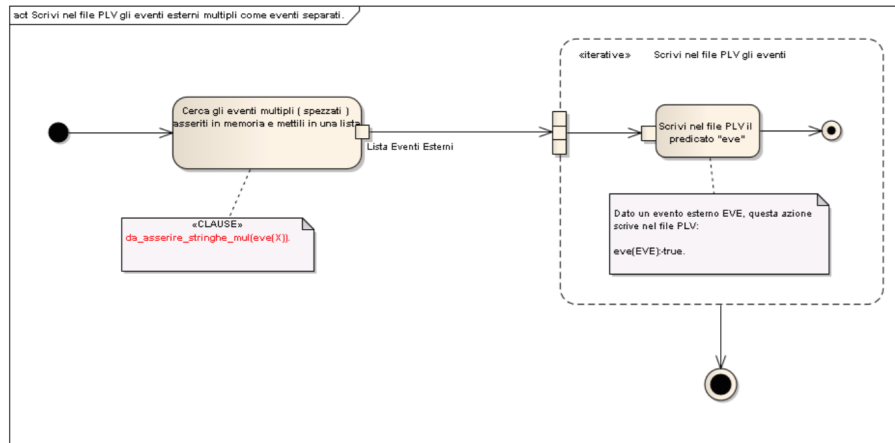 act Scrivi nel file PLV gli eventi esterni multipli come eventi separati.
«iterative» Scrivi nel file PLV gli eventi
Cerca gli eventi multipli ( spezzati )
asseriti in memoria e mettili in una lista
Lista Eventi Esterni
Scrivi nel file PLV il
predicato "eve"
«CLAUSE»
da_asserire_stringhe_mul(eve(X)).
Dato un evento esterno EVE, questa azione
scrive nel file PLV:
eve(EVE):-true.